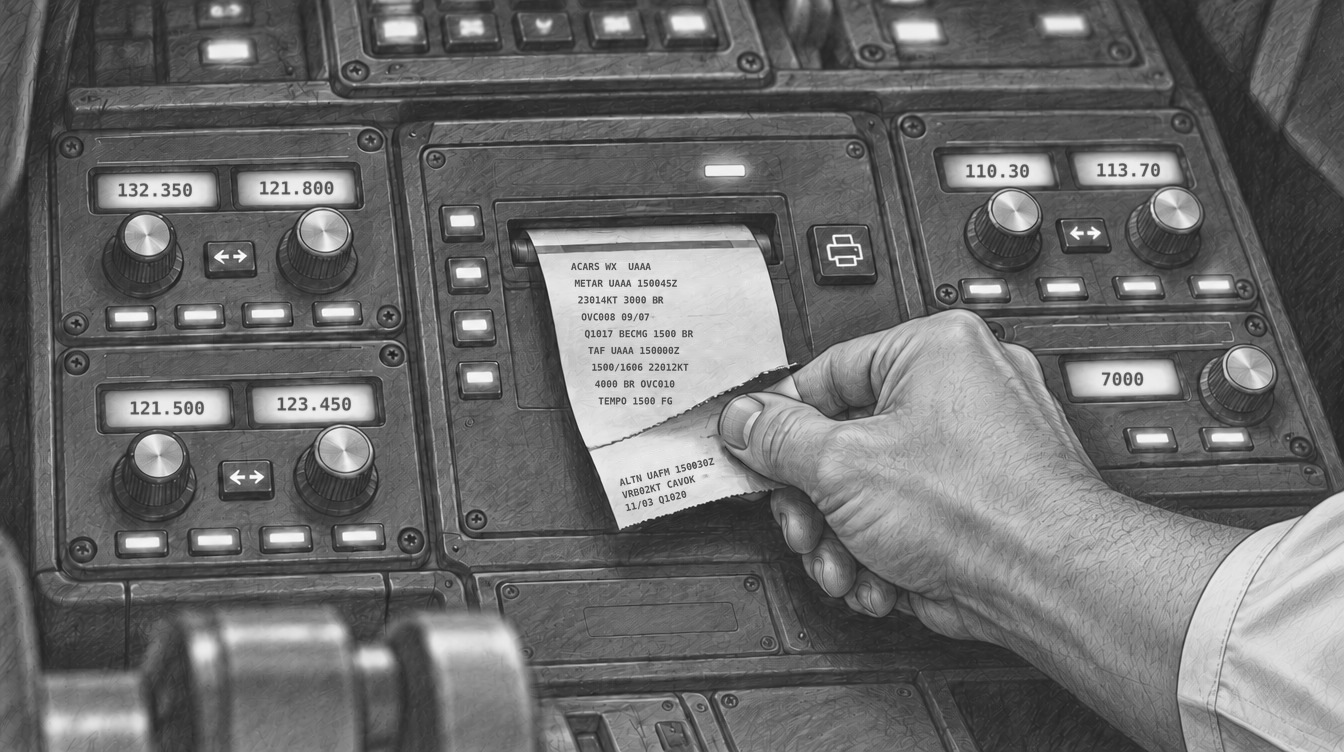 132.350 121.800
121.500 123.450
ACARS WX UAAA
METAR UAAA 150045Z
23014KT 3000 BR
OVC008 09/07
Q1017 BECMG 1500 BR
TAF UAAA 150000Z
1500/1606 22012KT
4000 BR OVC010
TEMPO 1500 FG
ALTN UAFM 150030Z
VRB02KT CAVOK
11/03 Q1020
110.30 113.70
7000